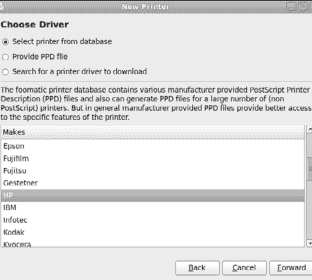 New Printer
Choose Driver
Select printer from database
Provide PPD file
Search for a printer driver to download
The foomatic printer database contains various manufacturer provided PostScript Printer
Description (PPD) files and also can generate PPD files for a large number of (non
PostScript) printers. But in general manufacturer provided PPD files provide better access
to the specific features of the printer.
Makes
Epson
Fujifilm
Fujitsu
Gestetner
HP
IBM
Infotec
Kodak
Kyocera
Back Cancel Forward